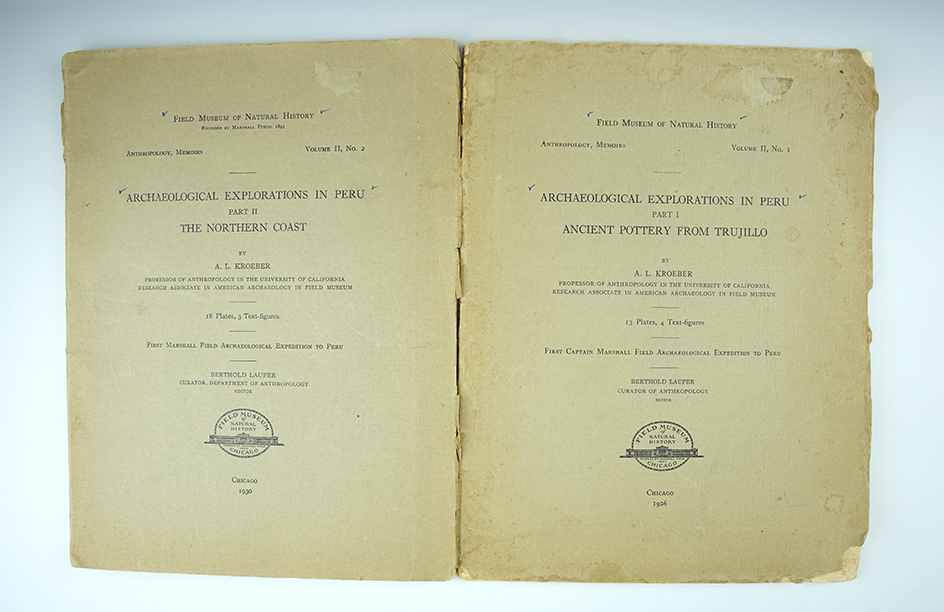 Field Museum of Natural History
Founded by Marshall Field, 1893
Anthropology, Memoirs Volume II, No. 2
ARCHAEOLOGICAL EXPLORATIONS IN PERU
PART II
THE NORTHERN COAST
BY
A. L. KROEBER
PROFESSOR OF ANTHROPOLOGY IN THE UNIVERSITY OF CALIFORNIA
RESEARCH ASSOCIATE IN AMERICAN ARCHAEOLOGY IN FIELD MUSEUM
18 Plates, 3 Text-figures
First Marshall Field Archaeological Expedition to Peru
BERTHOLD LAUFER
CURATOR, DEPARTMENT OF ANTHROPOLOGY
EDITOR
FIELD MUSEUM
of
NATURAL
HISTORY
CHICAGO
Chicago
1930
Field Museum of Natural History
Anthropology, Memoirs Volume II, No. 1
ARCHAEOLOGICAL EXPLORATIONS IN PERU
PART I
ANCIENT POTTERY FROM TRUJILLO
BY
A. L. KROEBER
PROFESSOR OF ANTHROPOLOGY IN THE UNIVERSITY OF CALIFORNIA
RESEARCH ASSOCIATE IN AMERICAN ARCHAEOLOGY IN FIELD MUSEUM
13 Plates, 4 Text-figures
First Captain Marshall Field Archaeological Expedition to Peru
BERTHOLD LAUFER
CURATOR OF ANTHROPOLOGY
EDITOR
FIELD MUSEUM
of
NATURAL
HISTORY
CHICAGO
Chicago
1926